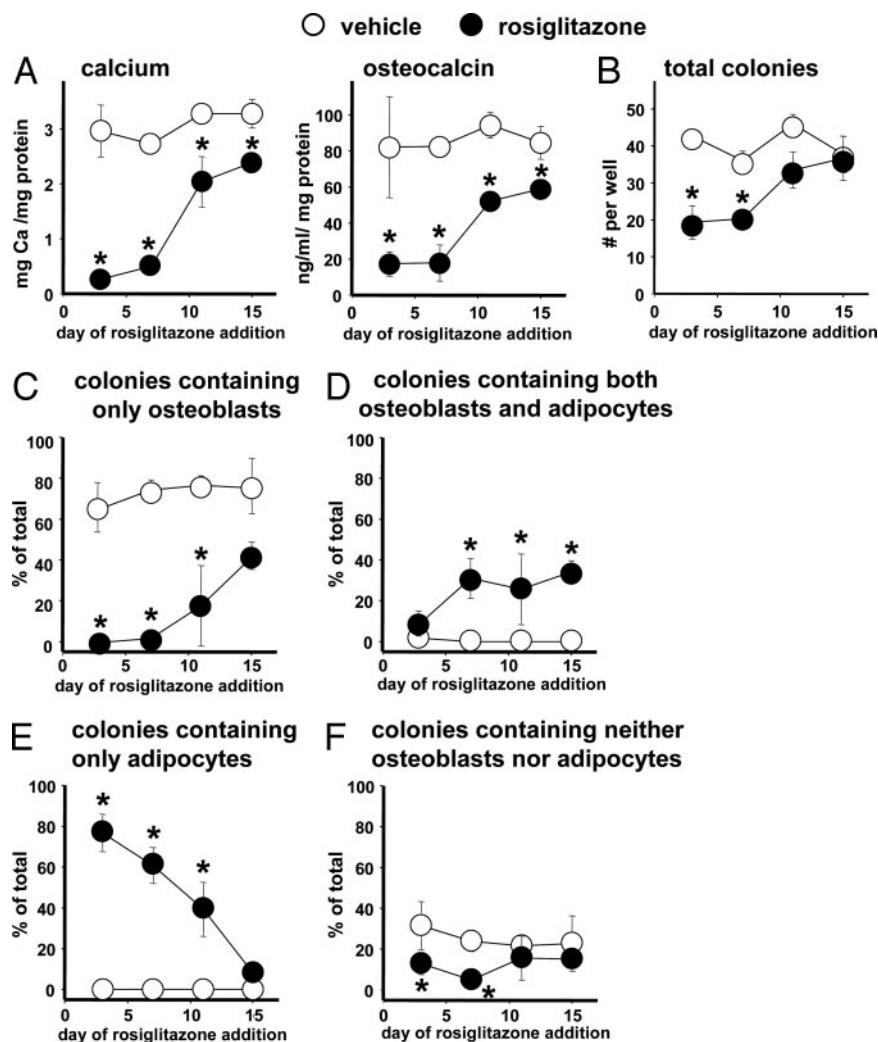 vehicle rosiglitazone
A calcium
mg Ca /mg protein
3
2
1
0
0 5 10 15
day of rosiglitazone addition
* * * *
osteocalcin
ng/ml/ mg protein
100
80
60
40
20
0
0 5 10 15
day of rosiglitazone addition
* * * *
B total colonies
# per well
50
40
30
20
10
0
0 5 10 15
day of rosiglitazone addition
* *
C colonies containing
only osteoblasts
% of total
100
80
60
40
20
0
0 5 10 15
day of rosiglitazone addition
* * *
D colonies containing both
osteoblasts and adipocytes
% of total
100
80
60
40
20
0
0 5 10 15
day of rosiglitazone addition
* * *
E colonies containing
only adipocytes
% of total
100
80
60
40
20
0
0 5 10 15
day of rosiglitazone addition
* * *
F colonies containing neither
osteoblasts nor adipocytes
% of total
100
80
60
40
20
0
0 5 10 15
day of rosiglitazone addition
* *